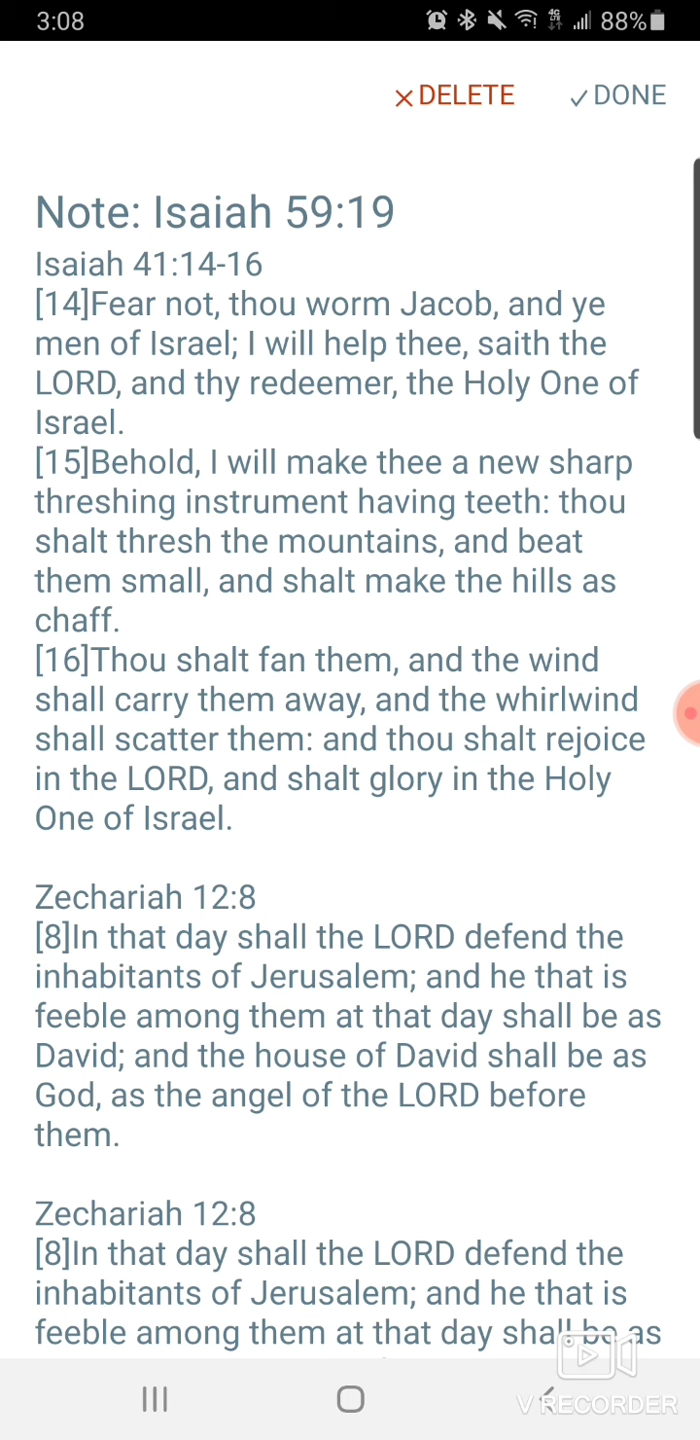 3:08
4G
LTE
88%
DELETE
DONE
Note: Isaiah 59:19
Isaiah 41:14-16
[14]Fear not, thou worm Jacob, and ye
men of Israel; I will help thee, saith the
LORD, and thy redeemer, the Holy One of
Israel.
[15]Behold, I will make thee a new sharp
threshing instrument having teeth: thou
shalt thresh the mountains, and beat
them small, and shalt make the hills as
chaff.
[16]Thou shalt fan them, and the wind
shall carry them away, and the whirlwind
shall scatter them: and thou shalt rejoice
in the LORD, and shalt glory in the Holy
One of Israel.
Zechariah 12:8
[8]In that day shall the LORD defend the
inhabitants of Jerusalem; and he that is
feeble among them at that day shall be as
David; and the house of David shall be as
God, as the angel of the LORD before
them.
Zechariah 12:8
[8]In that day shall the LORD defend the
inhabitants of Jerusalem; and he that is
feeble among them at that day shall be as
V RECORDER